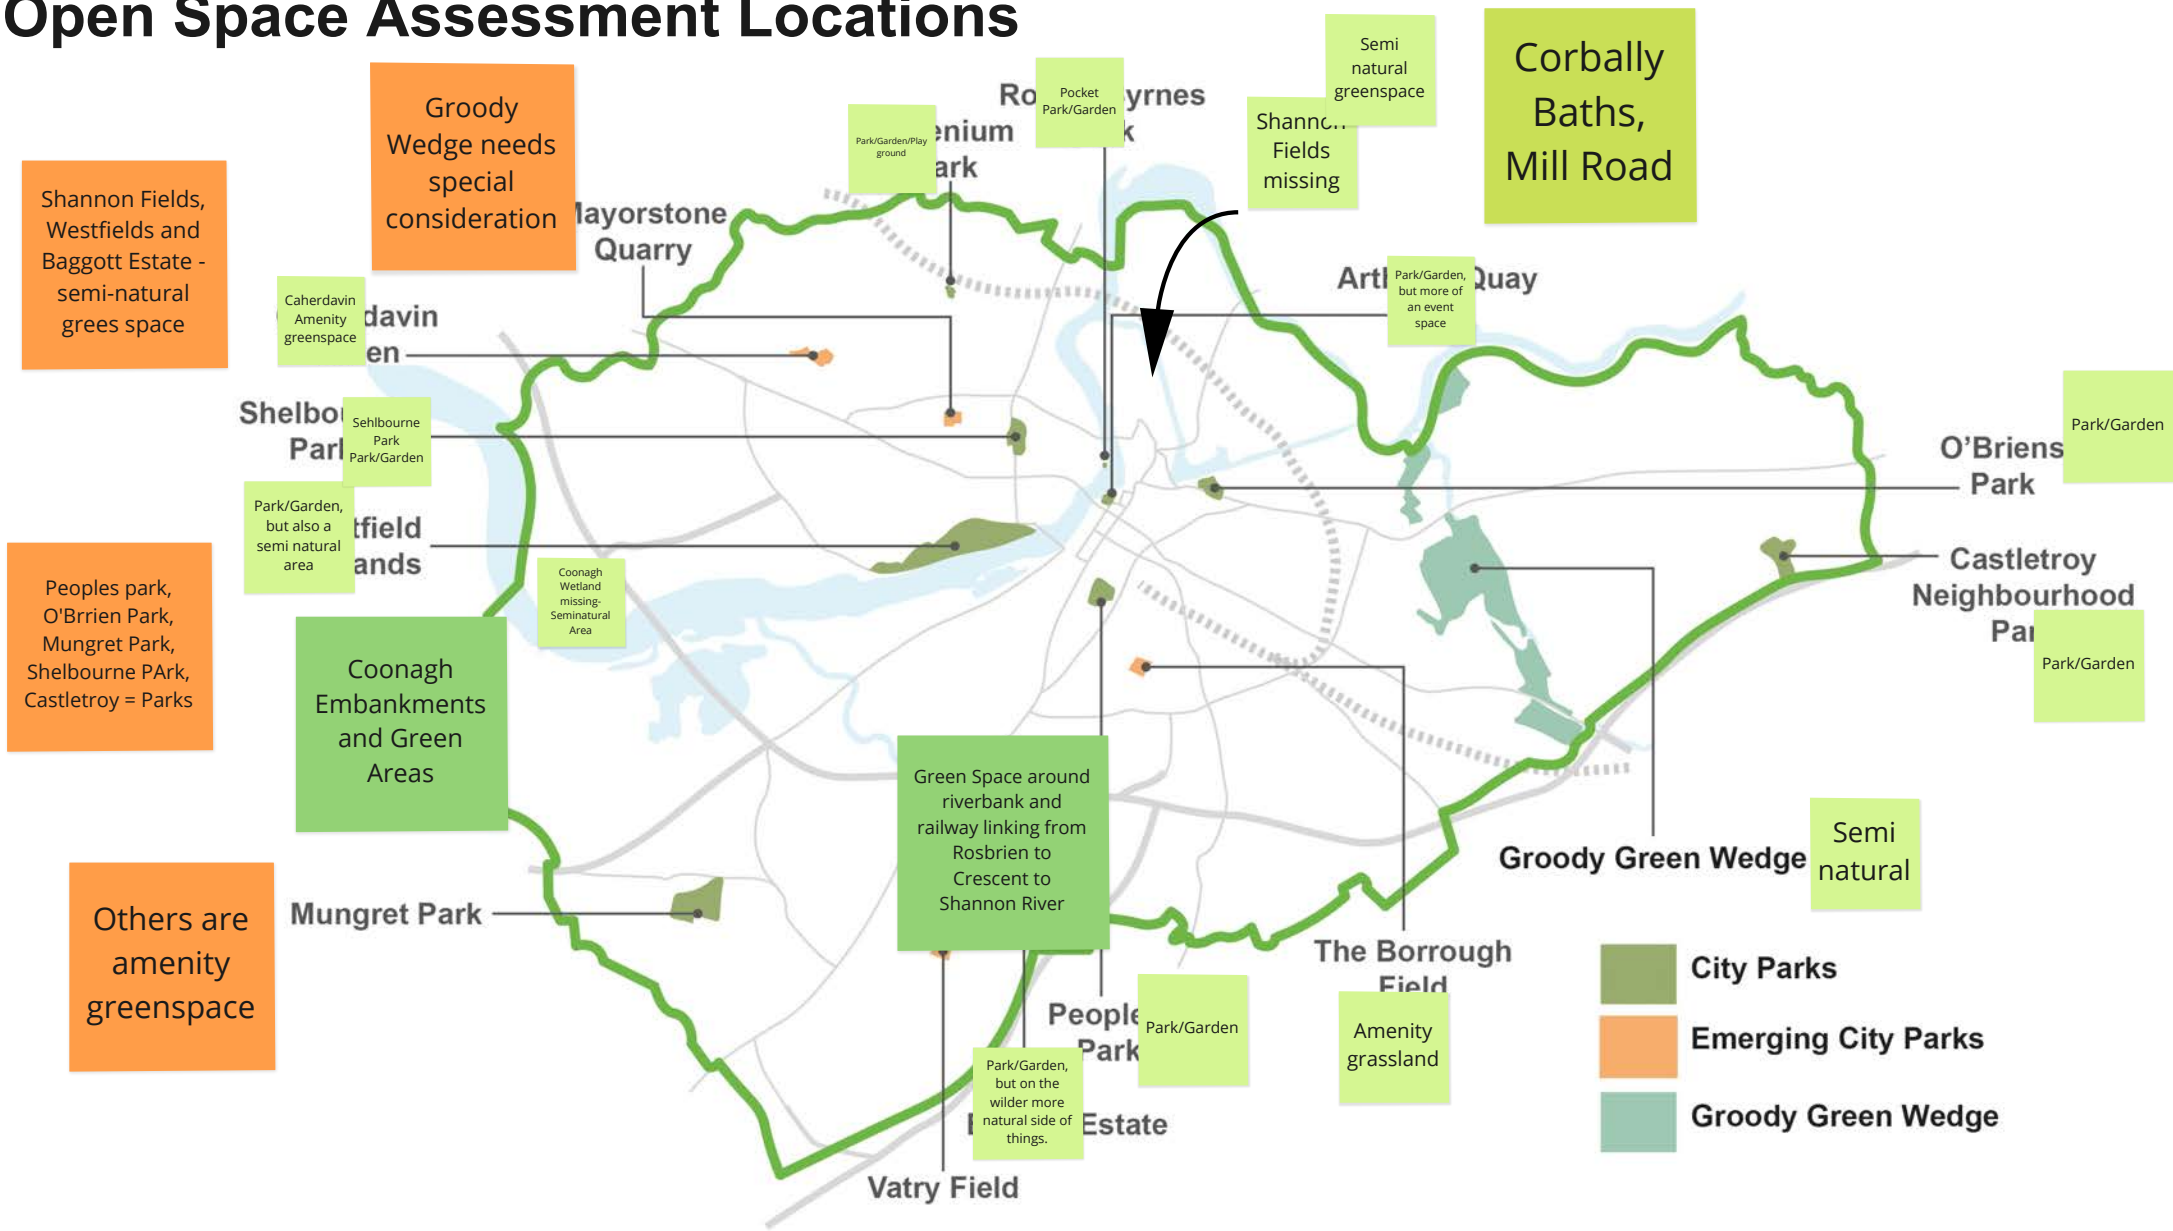 Open Space Assessment Locations
Semi
natural
greenspace
Corbally
Baths,
Mill Road
Groody
Wedge needs
special
consideration
Pocket
Park/Garden
Park/Garden/Play
ground
Shannon
Fields
missing
Shannon Fields,
Westfields and
Baggott Estate -
semi-natural
grees space
Quarry
Caherdavin
Amenity
greenspace
Park/Garden,
but more of
an event
space
Quay
Sehlbourne
Park
Park/Garden
Park/Garden
O'Briens
Park
Park/Garden,
but also a
semi natural
area
Coonagh
Wetland
missing-
Seminatural
Area
Castletroy
Neighbourhood
Park/Garden
Peoples park,
O'Brrien Park,
Mungret Park,
Shelbourne PArk,
Castletroy = Parks
Coonagh
Embankments
and Green
Areas
Green Space around
riverbank and
railway linking from
Rosbrien to
Crescent to
Shannon River
Groody Green Wedge
Semi
natural
Others are
amenity
greenspace
Mungret Park
The Borrough
Field
Amenity
grassland
Park
Park/Garden
Park/Garden,
but on the
wilder more
natural side of
things.
Estate
Vatry Field
City Parks
Emerging City Parks
Groody Green Wedge